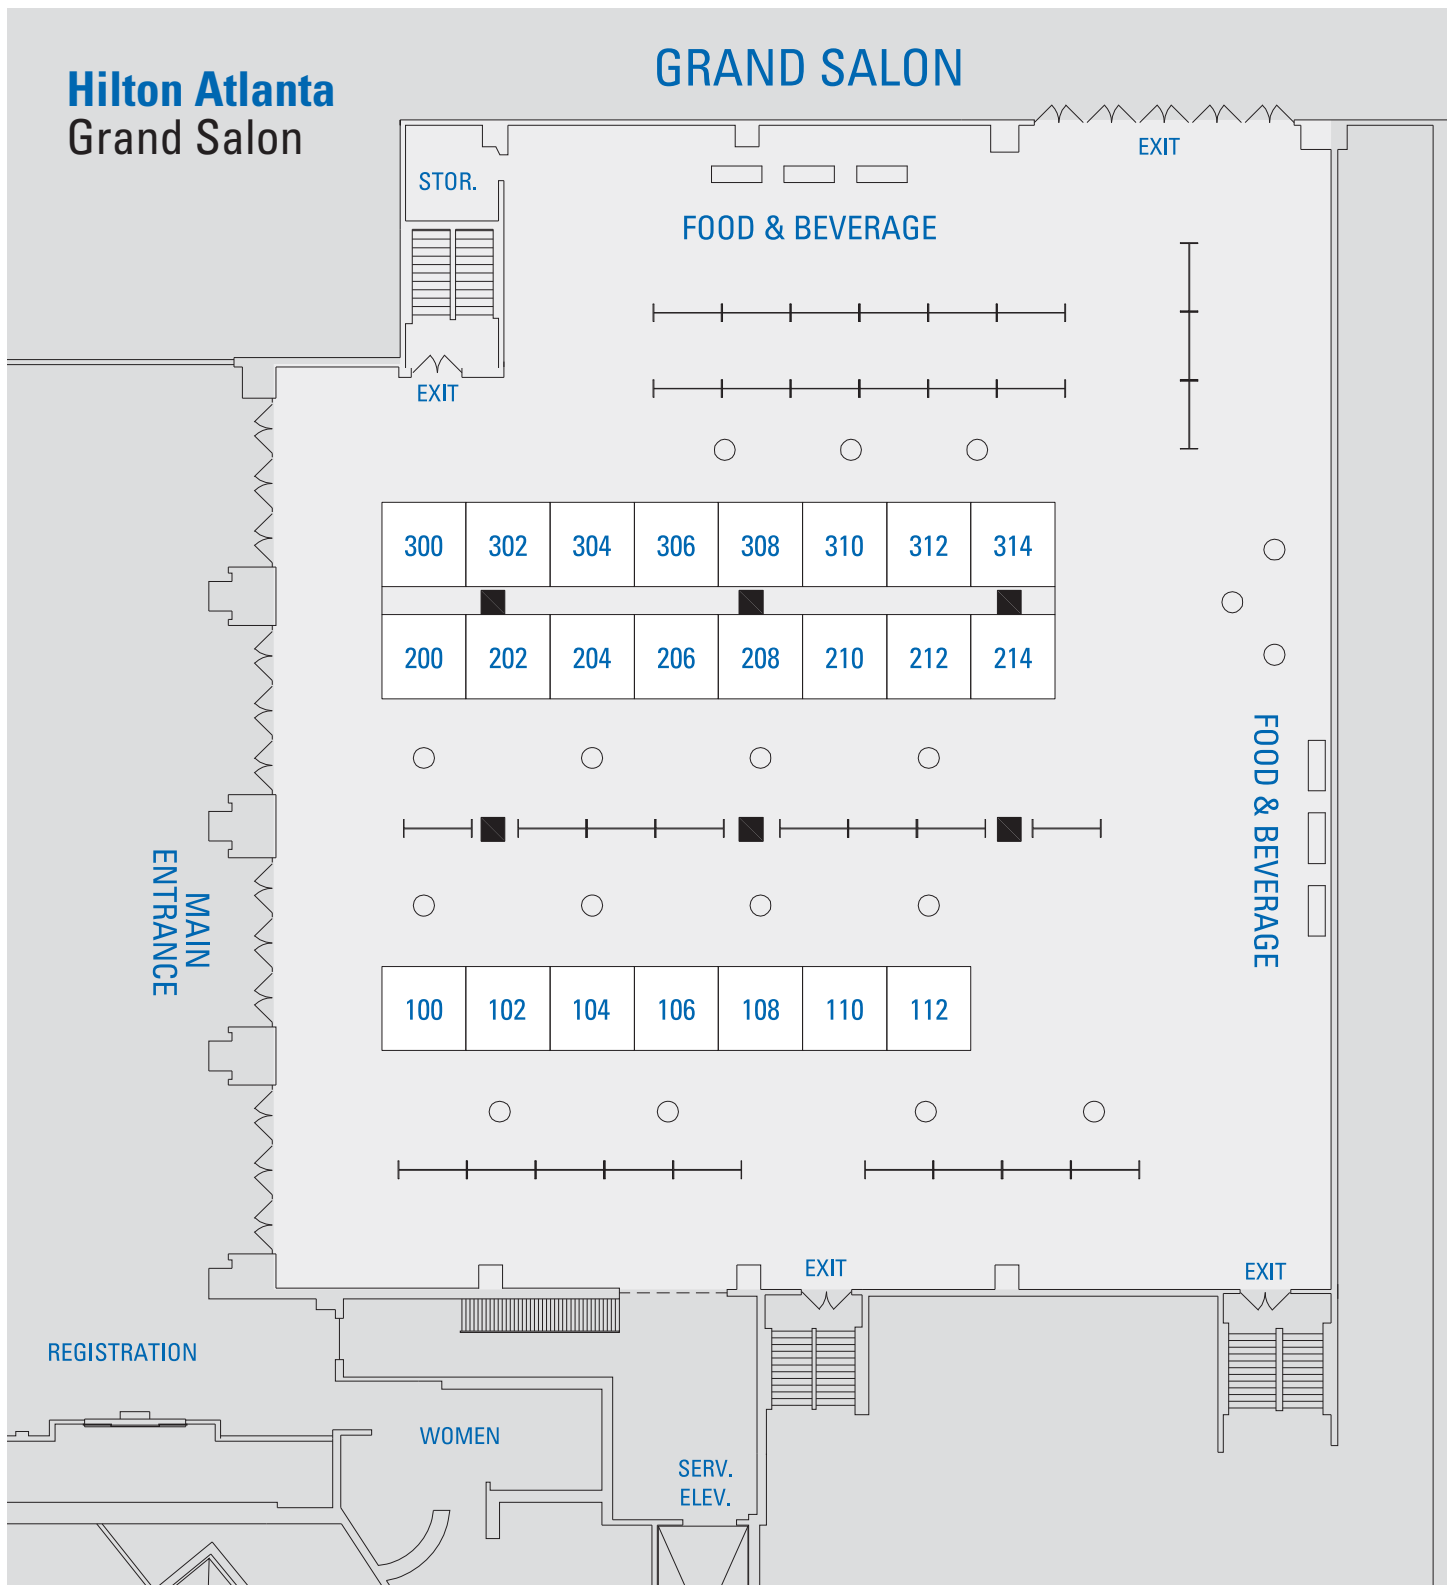 GRAND SALON
Hilton Atlanta
Grand Salon
EXIT
STOR.
FOOD & BEVERAGE
EXIT
300 302 304 306 308 310 312 314
200 202 204 206 208 210 212 214
FOOD & BEVERAGE
MAIN
ENTRANCE
100 102 104 106 108 110 112
EXIT
EXIT
REGISTRATION
WOMEN
SERV.
ELEV.